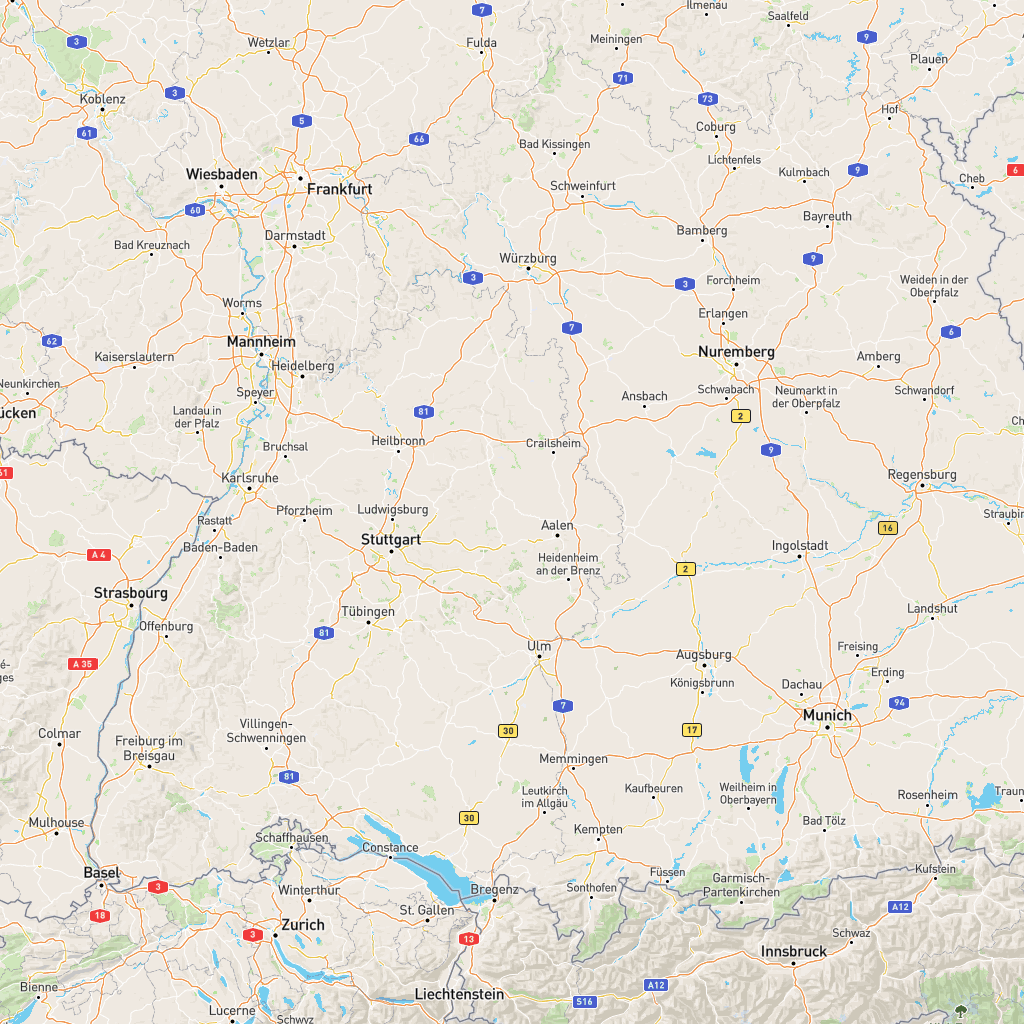 Ilmenau
7
Saalfeld
3
Wetzlar
Fulda
Meiningen
9
Plauen
71
3
Koblenz
73
Hof
5
61
66
Coburg
Bad Kissingen
Lichtenfels
9
Kulmbach
6
Cheb
Wiesbaden
Frankfurt
Schweinfurt
60
Bayreuth
Bamberg
Darmstadt
Bad Kreuznach
Würzburg
9
3
3
Forchheim
Weiden in der
Oberpfalz
Worms
Erlangen
7
6
62
Mannheim
Kaiserslautern
Nuremberg
Heidelberg
Amberg
Neunkirchen
Speyer
Schwabach
Neumarkt in
der Oberpfalz
Schwandorf
Ansbach
ücken
Landau in
der Pfalz
81
2
Ch
Heilbronn
Crailsheim
Bruchsal
9
61
Karlsruhe
Regensburg
Ludwigsburg
Pforzheim
Rastatt
Straubin
Aalen
16
Stuttgart
Baden-Baden
Ingolstadt
A 4
Heidenheim
an der Brenz
2
Strasbourg
Tübingen
Landshut
Offenburg
81
Ulm
Freising
Augsburg
é-
ges
A 35
Erding
Königsbrunn
Dachau
94
7
Munich
Villingen-
Schwenningen
Colmar
30
17
Freiburg im
Breisgau
Memmingen
81
Leutkirch
im Allgäu
Kaufbeuren
Weilheim in
Oberbayern
Rosenheim
Traun
Mulhouse
30
Bad Tölz
Kempten
Schaffhausen
Constance
Basel
Füssen
Kufstein
3
Garmisch-
Partenkirchen
Winterthur
Bregenz
Sonthofen
18
St. Gallen
A12
Zurich
3
13
Schwaz
Innsbruck
Bienne
Liechtenstein
A12
S16
Lucerne
Schwyz